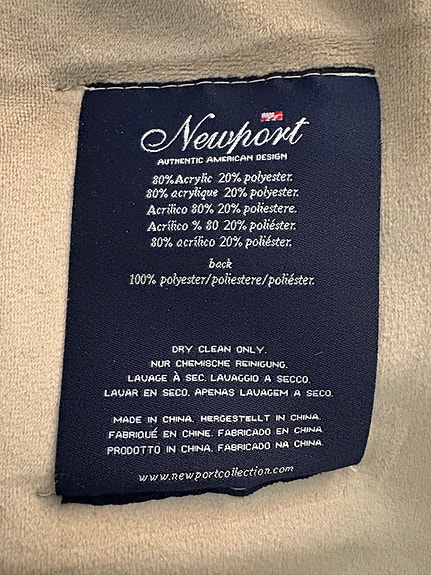 Newport
AUTHENTIC AMERICAN DESIGN
80% Acrylic 20% polyester.
80% acrylique 20% polyester.
Acrilico 80% 20% poliestere.
Acrílico % 80 20% poliéster.
80% acrílico 20% poliéster.
back
100% polyester/poliestere/poliéster.
DRY CLEAN ONLY.
NUR CHEMISCHE REINIGUNG.
LAVAGE À SEC. LAVAGGIO A SECCO.
LAVAR EN SECO. APENAS LAVAGEM A SECO.
MADE IN CHINA. HERGESTELLT IN CHINA.
FABRIQUÉ EN CHINE. FABRICADO EN CHINA.
PRODOTTO IN CHINA. FABRICADO NA CHINA.
www.newportcollection.com